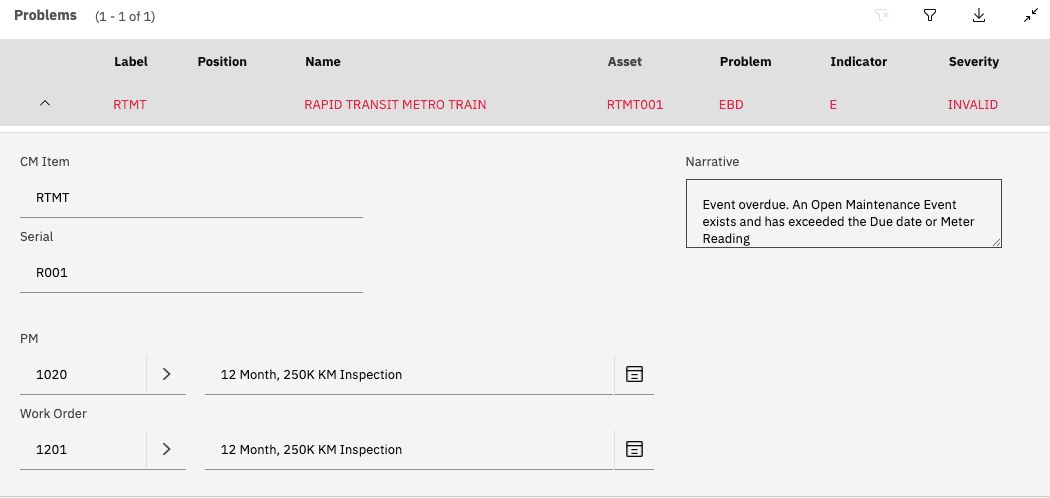 Problems (1 - 1 of 1)
Label Position Name Asset Problem Indicator Severity
RTMT RAPID TRANSIT METRO TRAIN RTMT001 EBD E INVALID
CM Item
RTMT
Serial
R001
Narrative
Event overdue. An Open Maintenance Event
exists and has exceeded the Due date or Meter
Reading
PM
1020 12 Month, 250K KM Inspection
Work Order
1201 12 Month, 250K KM Inspection